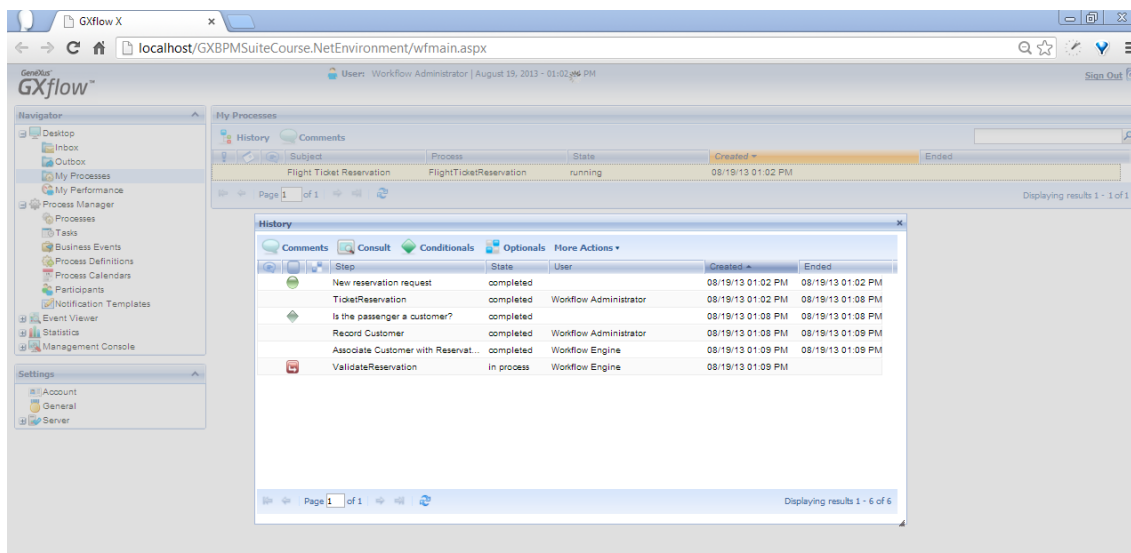 GXflow X
localhost/GXBPMSuiteCourse.NetEnvironment/wfmain.aspx
GeneXus
GXflow™
User: Workflow Administrator | August 19, 2013 - 01:02 PM
Sign Out
Navigator
Desktop
Inbox
Outbox
My Processes
My Performance
Process Manager
Processes
Tasks
Business Events
Process Definitions
Process Calendars
Participants
Notification Templates
Event Viewer
Statistics
Management Console
Settings
Account
General
Server
My Processes
History Comments
Subject Process State Created Ended
Flight Ticket Reservation FlightTicketReservation running 08/19/13 01:02 PM
Page 1 of 1 Displaying results 1 - 1 of 1
History
Comments Consult Conditionals Optionals More Actions
Step State User Created Ended
New reservation request completed 08/19/13 01:02 PM 08/19/13 01:02 PM
TicketReservation completed Workflow Administrator 08/19/13 01:02 PM 08/19/13 01:08 PM
Is the passenger a customer? completed 08/19/13 01:08 PM 08/19/13 01:08 PM
Record Customer completed Workflow Administrator 08/19/13 01:08 PM 08/19/13 01:09 PM
Associate Customer with Reservat... completed Workflow Engine 08/19/13 01:09 PM 08/19/13 01:09 PM
ValidateReservation in process Workflow Engine 08/19/13 01:09 PM
Page 1 of 1 Displaying results 1 - 6 of 6